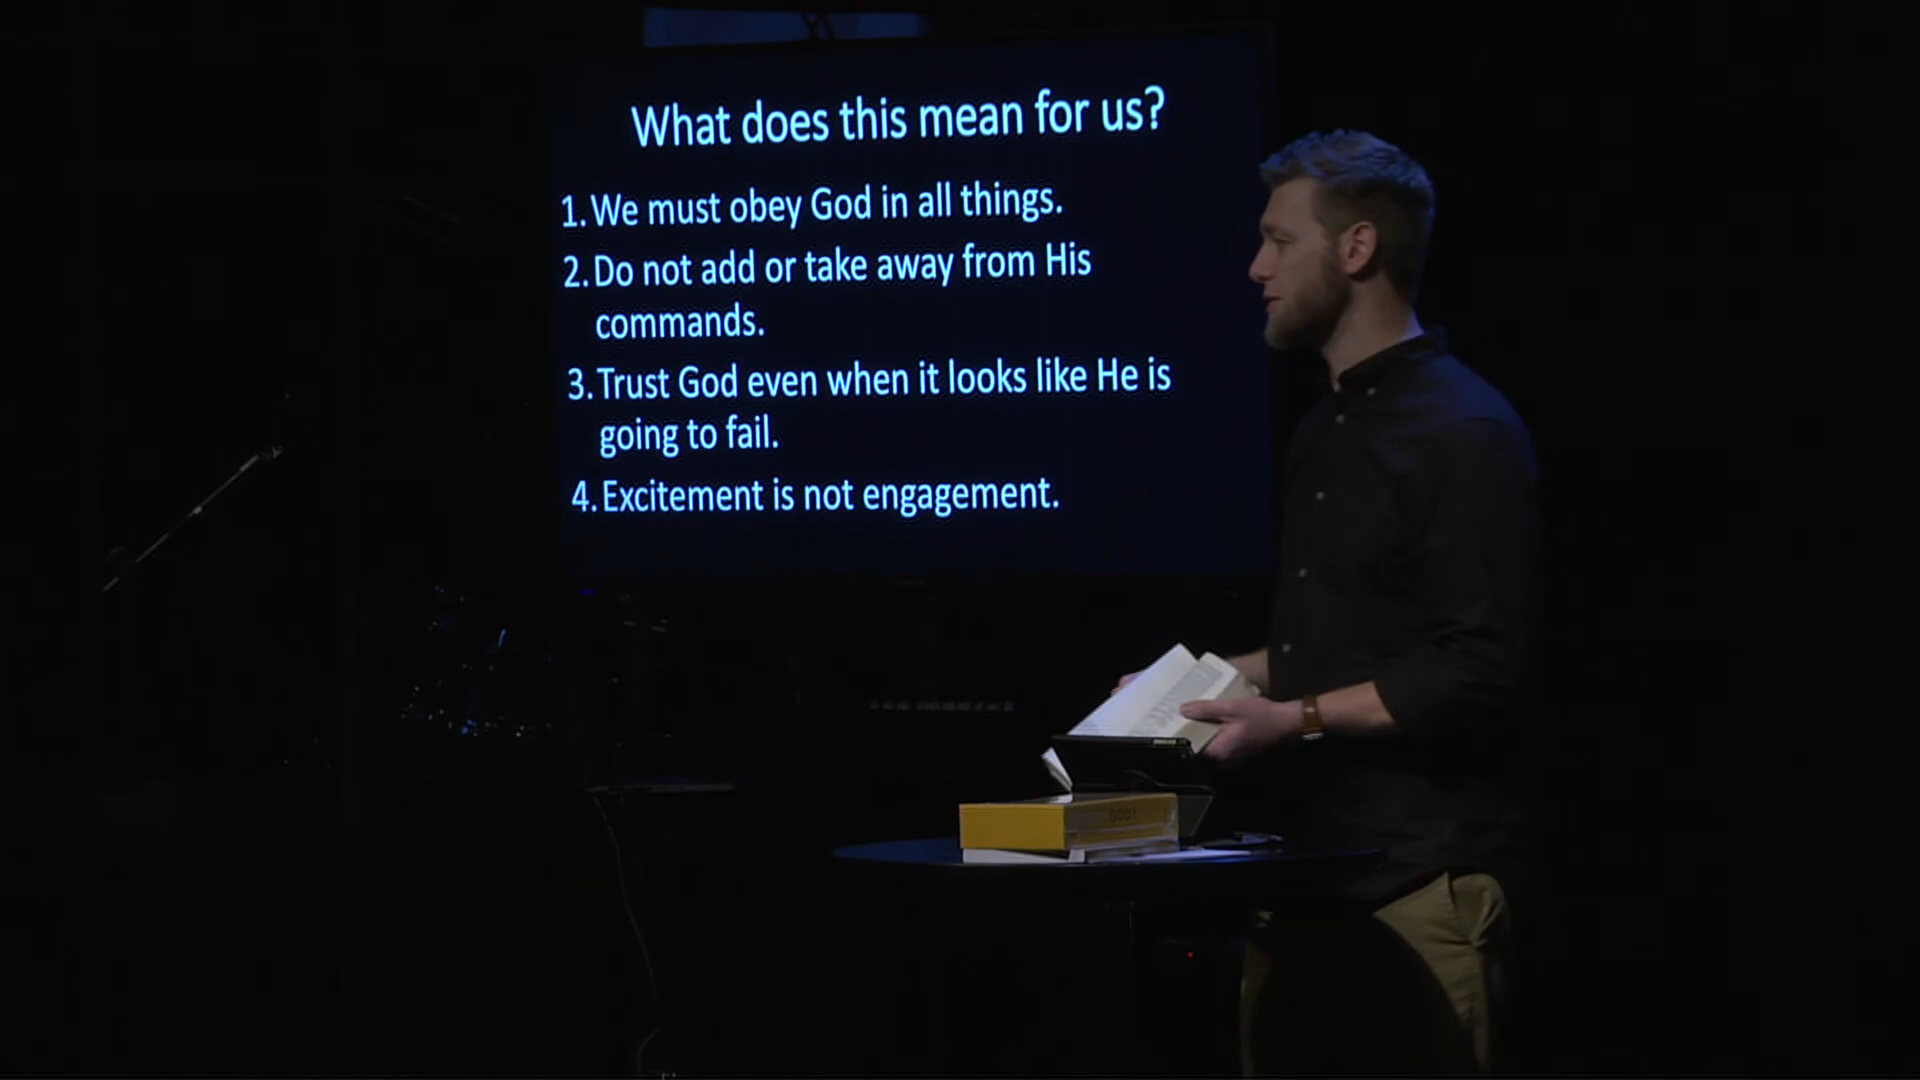 What does this mean for us?
1. We must obey God in all things.
2. Do not add or take away from His
commands.
3. Trust God even when it looks like He is
going to fail.
4. Excitement is not engagement.